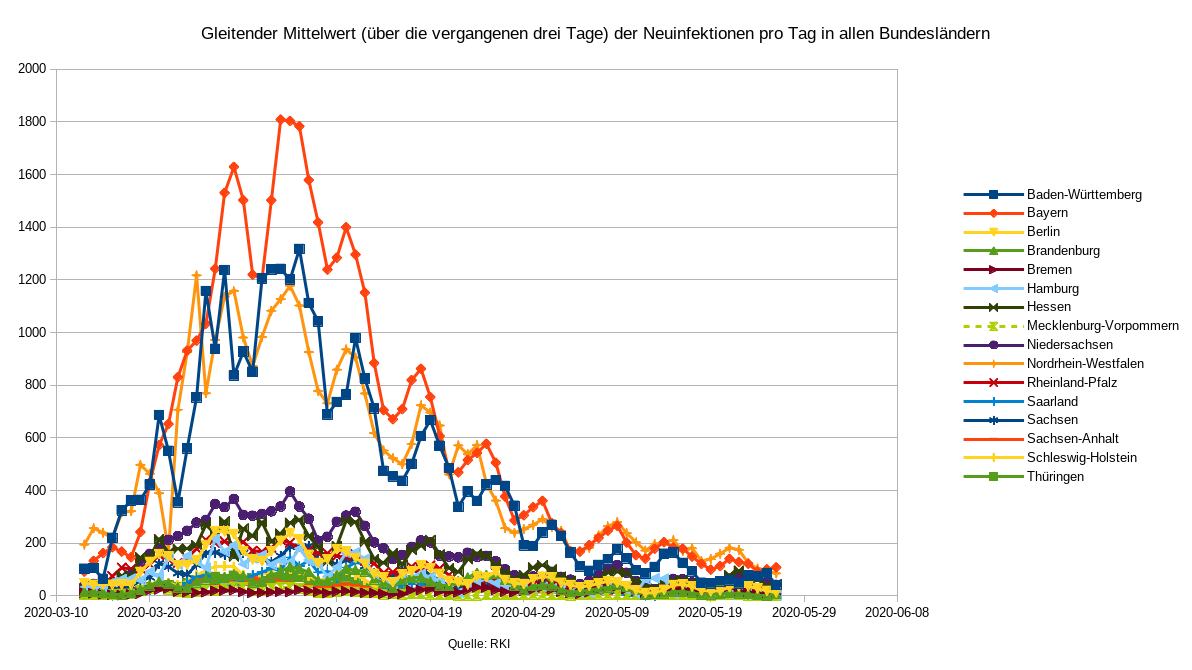 Gleitender Mittelwert (über die vergangenen drei Tage) der Neuinfektionen pro Tag in allen Bundesländern
2000
1800
1600
1400
1200
1000
800
600
400
200
0
2020-03-10 2020-03-20 2020-03-30 2020-04-09 2020-04-19 2020-04-29 2020-05-09 2020-05-19 2020-05-29 2020-06-08
Quelle: RKI
Baden-Württemberg
Bayern
Berlin
Brandenburg
Bremen
Hamburg
Hessen
Mecklenburg-Vorpommern
Niedersachsen
Nordrhein-Westfalen
Rheinland-Pfalz
Saarland
Sachsen
Sachsen-Anhalt
Schleswig-Holstein
Thüringen